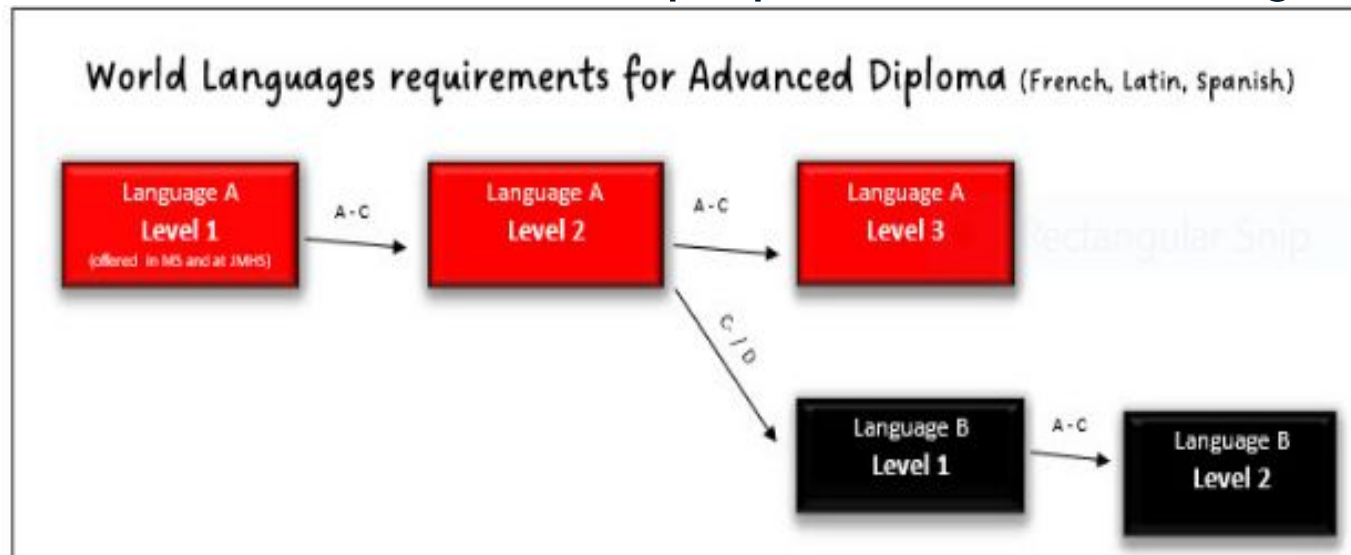 World Languages requirements for Advanced Diploma (French, Latin, Spanish)
Language A
Level 1
(offered in MS and at JMHS)
A - C
Language A
Level 2
A - C
Language A
Level 3
Rectangular Snip
C / D
Language B
Level 1
A - C
Language B
Level 2